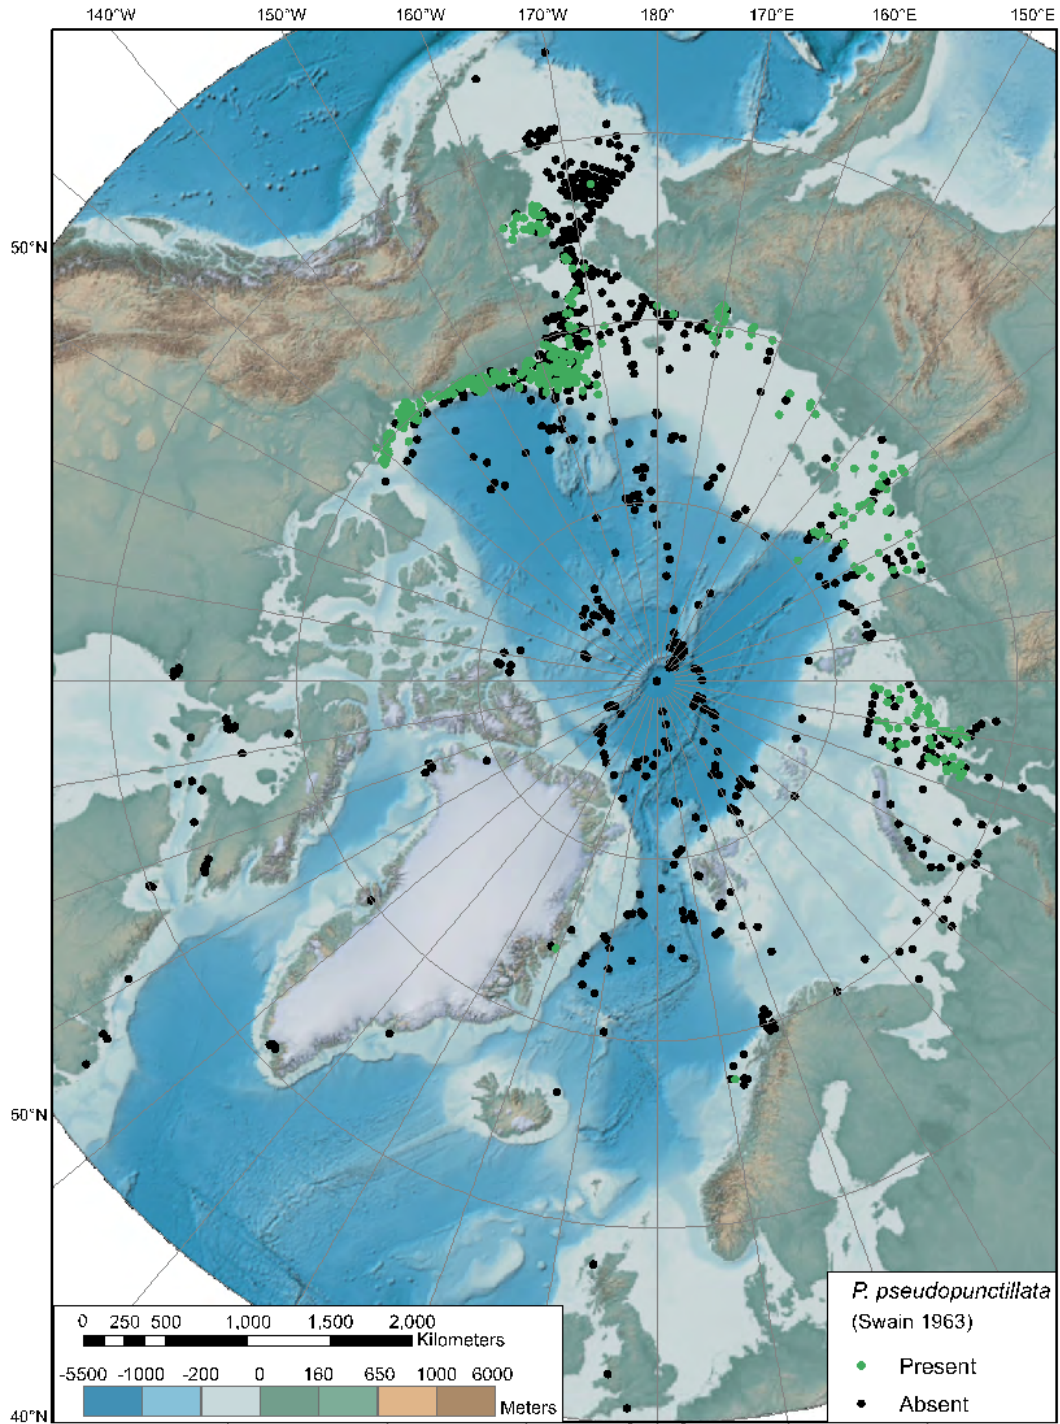 140°W 150°W 160°W 170°W 180° 170°E 160°E 150°E
50°N
50°N
40°N
0 250 500 1,000 1,500 2,000
Kilometers
-5500 -1000 -200 0 160 650 1000 6000
Meters
P. pseudopunctillata
(Swain 1963)
Present
Absent